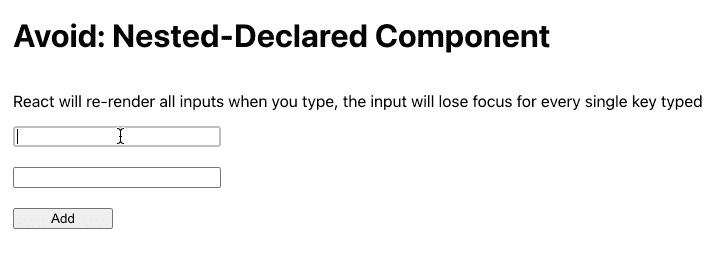 Avoid: Nested-Declared Component
React will re-render all inputs when you type, the input will lose focus for every single key typed
Add